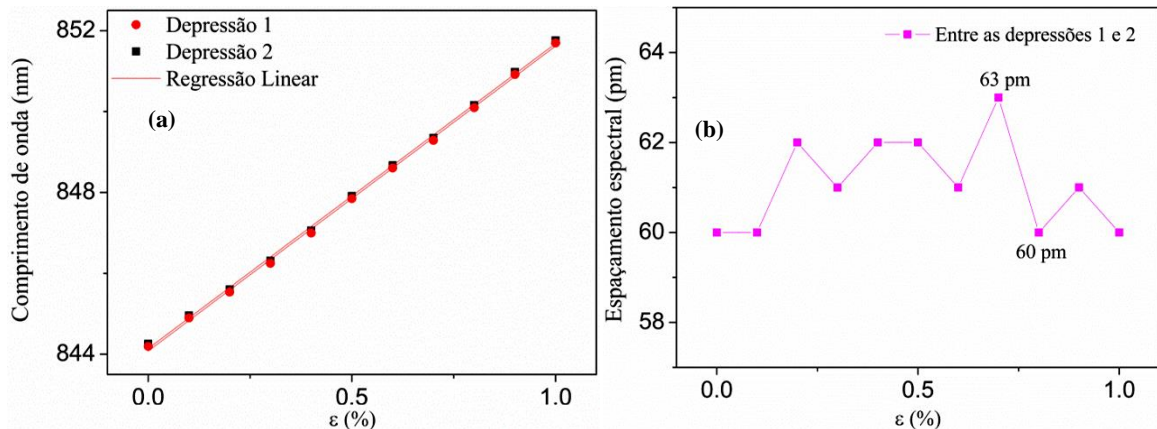 852
Depressão 1
Depressão 2
Regressão Linear
(a)
Comprimento de onda (nm)
848
844
0.0
0.5
1.0
ε (%)
64
Entre as depressões 1 e 2
63 pm
(b)
Espaçamento espectral (pm)
62
60
60 pm
58
0.0
0.5
1.0
ε (%)